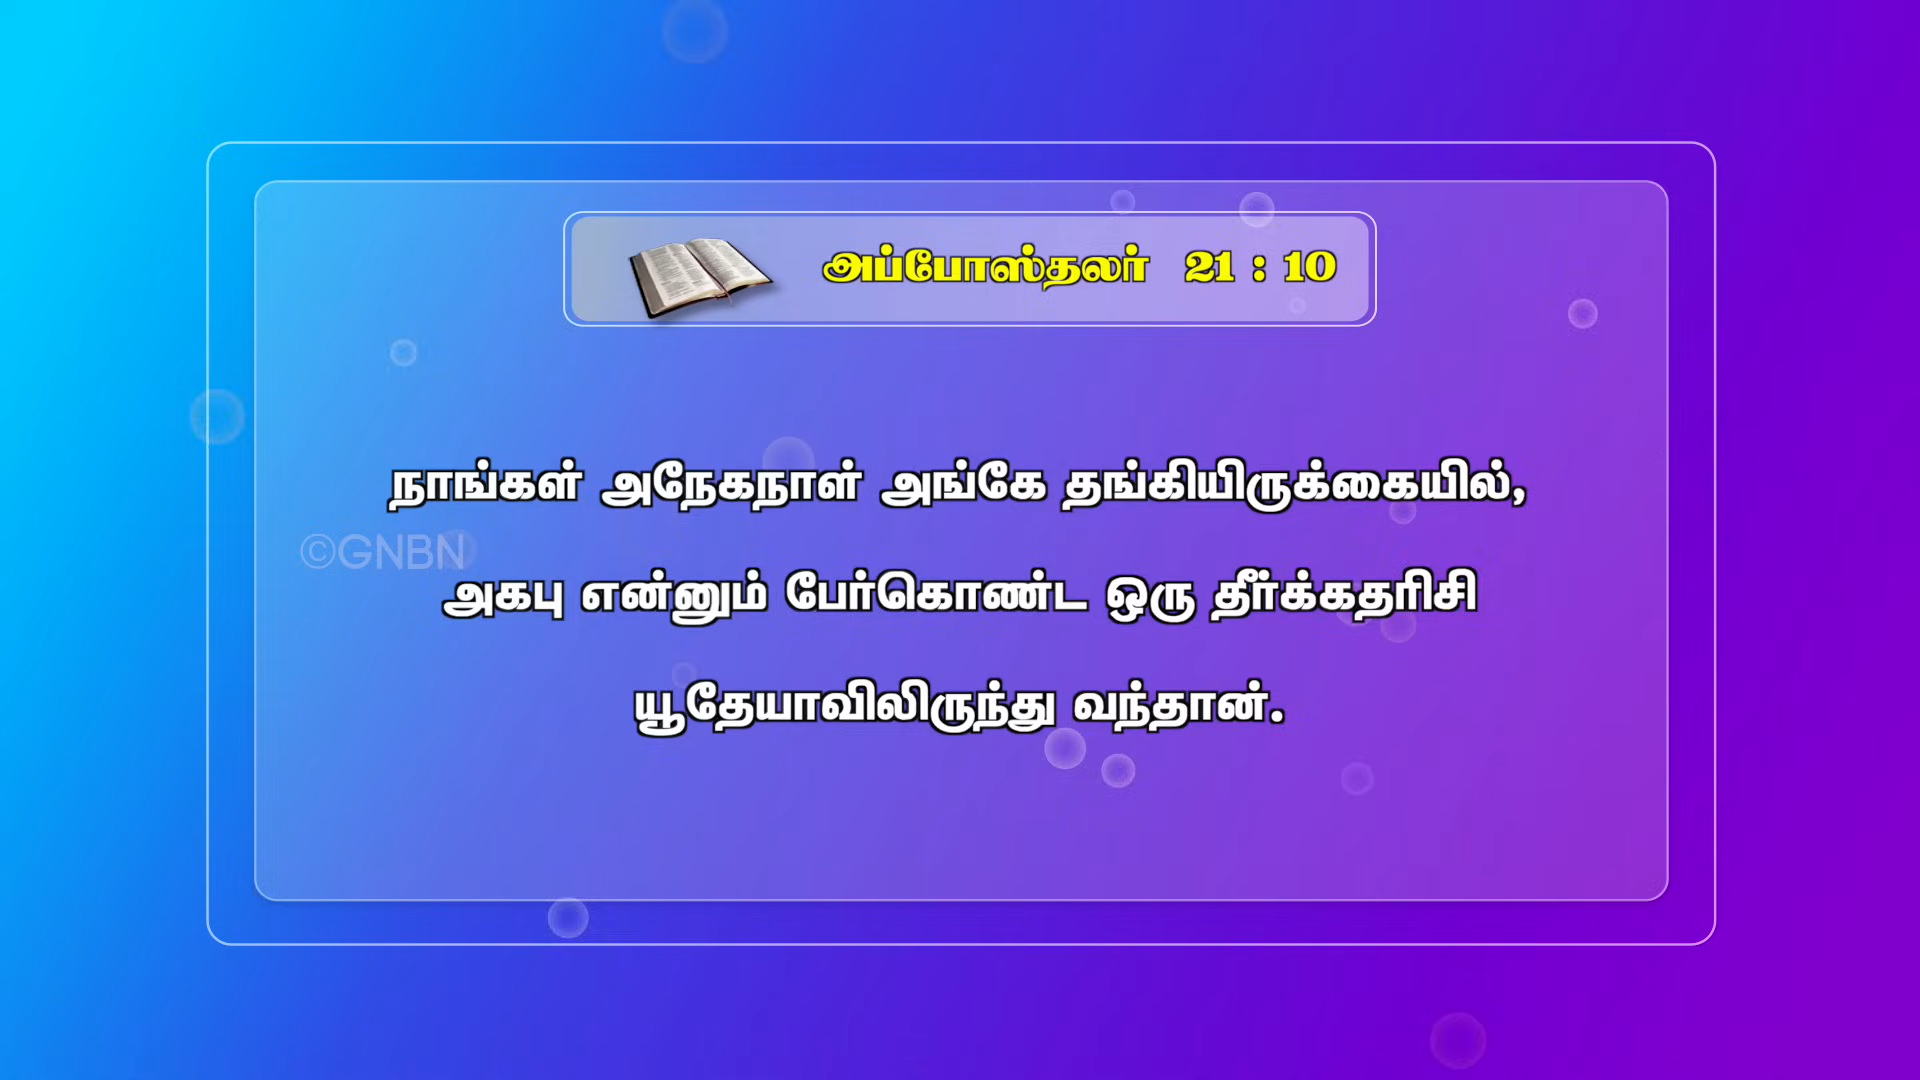 அப்போஸ்தலர் 21 : 10
நாங்கள் அநேகநாள் அங்கே தங்கியிருக்கையில்,
©GNBN
அகபு என்னும் பேர்கொண்ட ஒரு தீர்க்கதரிசி
யூதேயாவிலிருந்து வந்தான்.